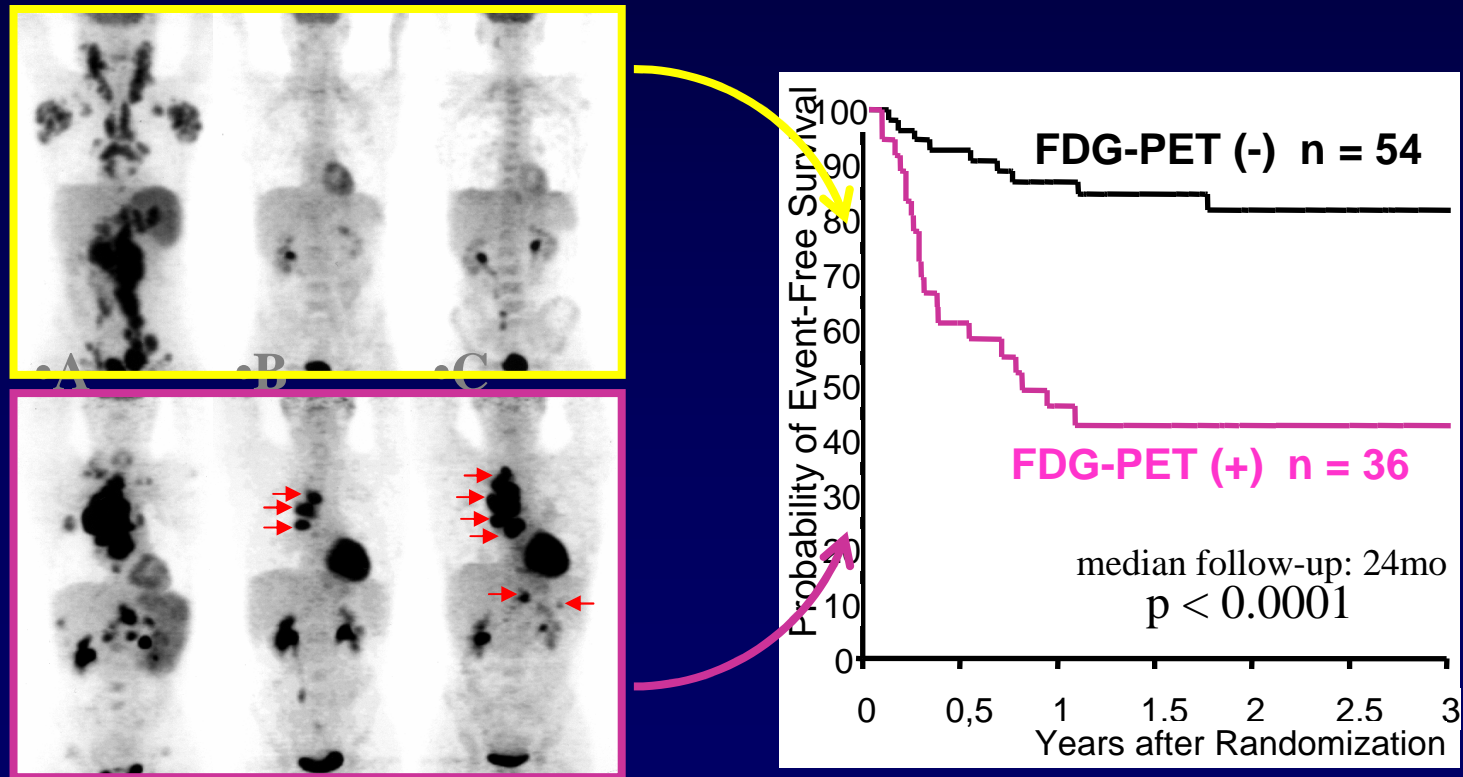 •A
•B
•C
Probability of Event-Free Survival
100
90
80
70
60
50
40
30
20
10
0
FDG-PET (-) n = 54
FDG-PET (+) n = 36
median follow-up: 24mo
p < 0.0001
0 0,5 1 1.5 2 2.5 3
Years after Randomization